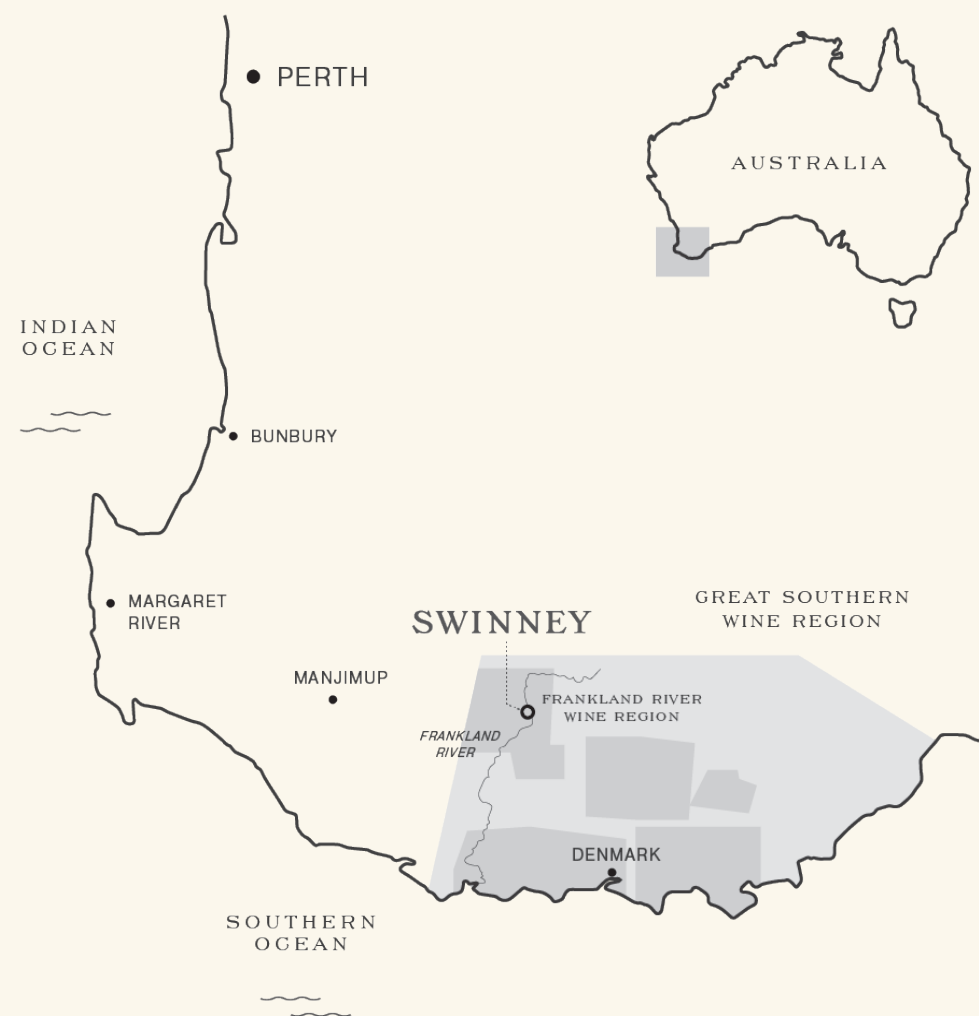 PERTH
AUSTRALIA
INDIAN
OCEAN
BUNBURY
MARGARET
RIVER
GREAT SOUTHERN
WINE REGION
SWINNEY
MANJIMUP
FRANKLAND RIVER
WINE REGION
FRANKLAND
RIVER
DENMARK
SOUTHERN
OCEAN